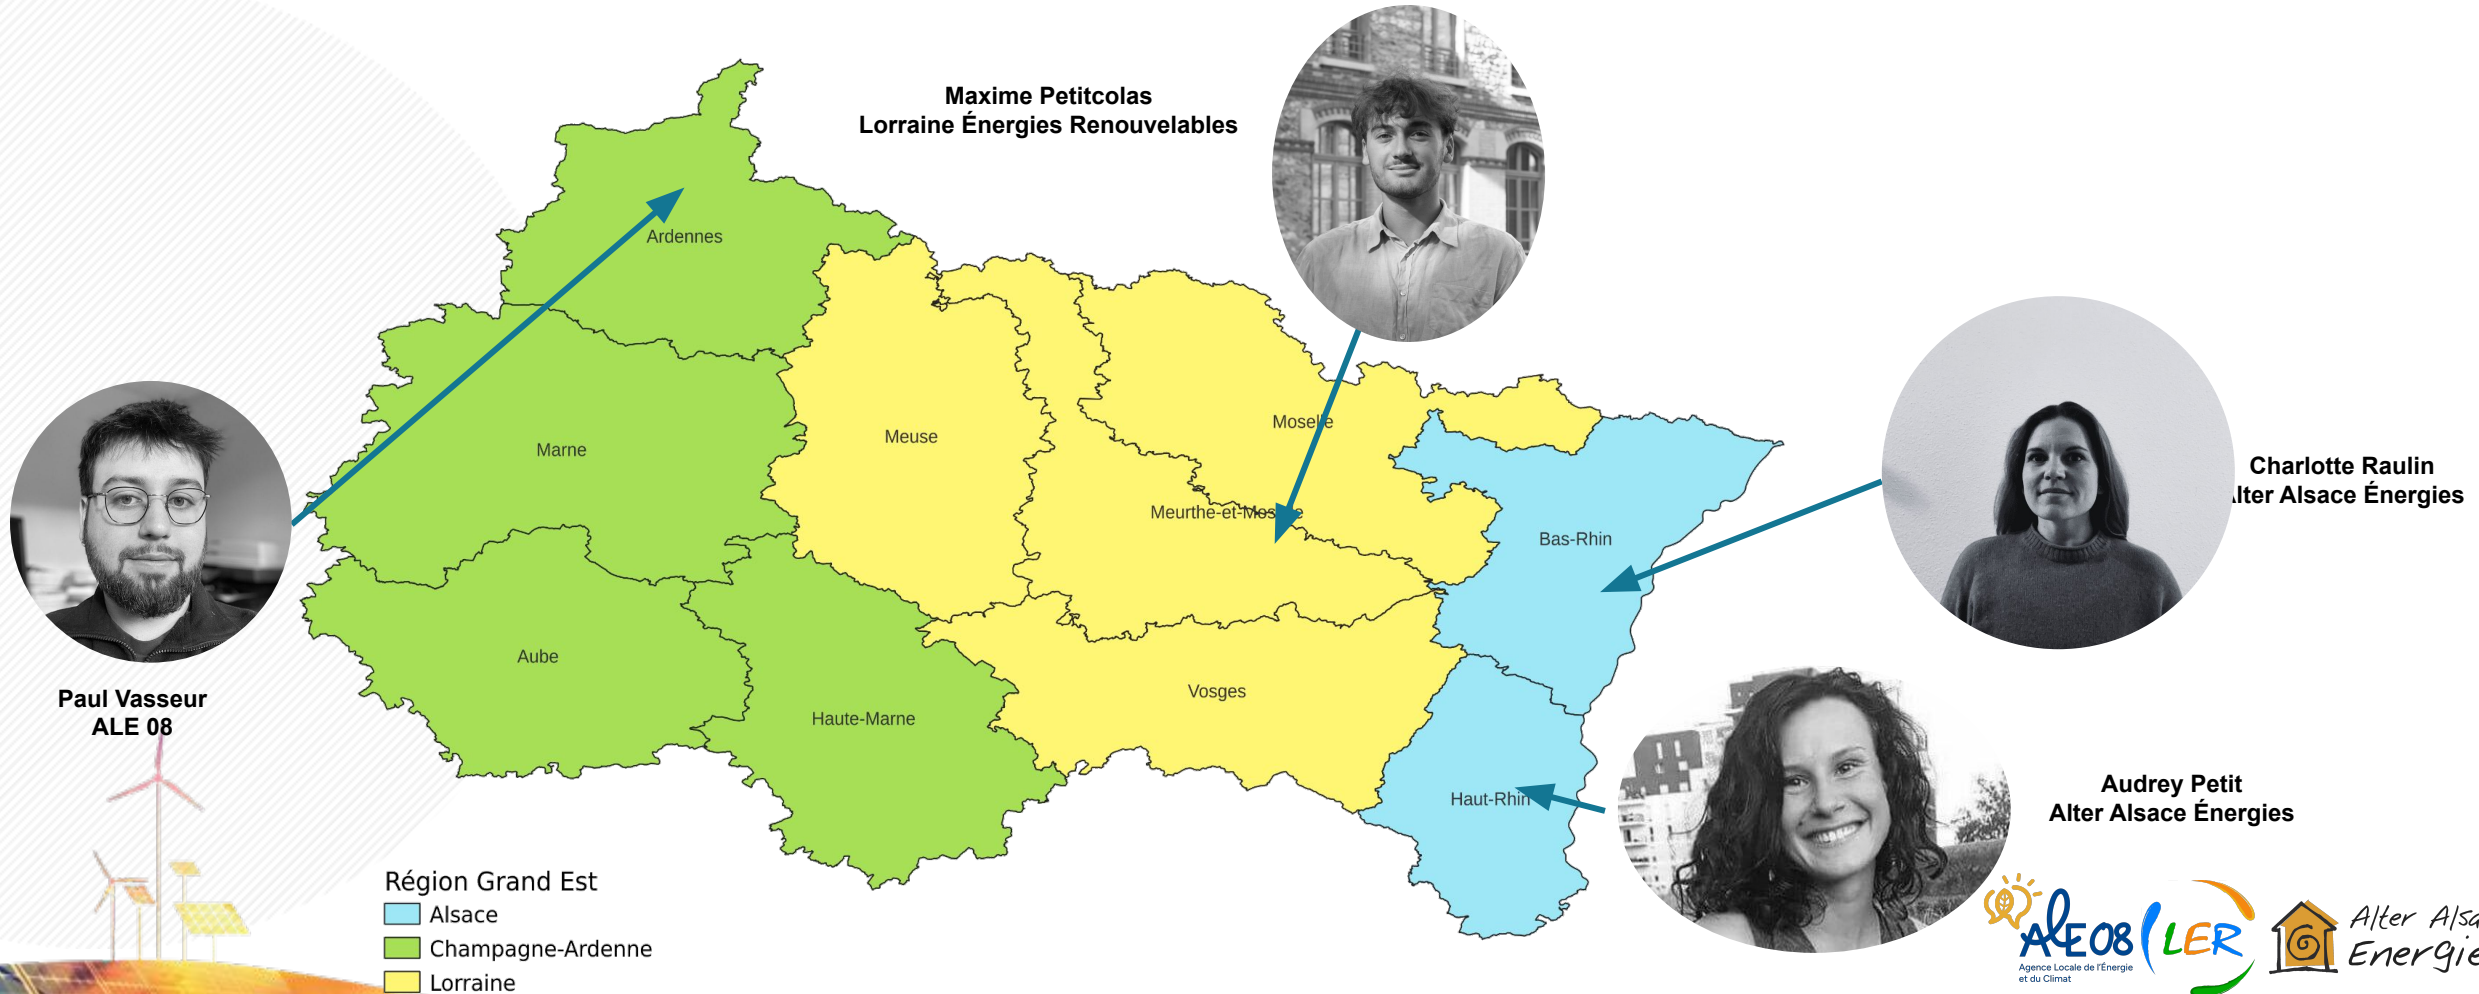 Maxime Petitcolas
Lorraine Énergies Renouvelables
Ardennes
Marne
Meuse
Moselle
Meurthe-et-Mos
Bas-Rhin
Charlotte Raulin
lter Alsace Énergies
Aube
Haute-Marne
Vosges
Haut-Rhin
Paul Vasseur
ALE 08
Audrey Petit
Alter Alsace Énergies
Région Grand Est
Alsace
Champagne-Ardenne
Lorraine
ALE08
Agence Locale de l'Énergie
et du Climat
LER
Alter Alsa
Energie